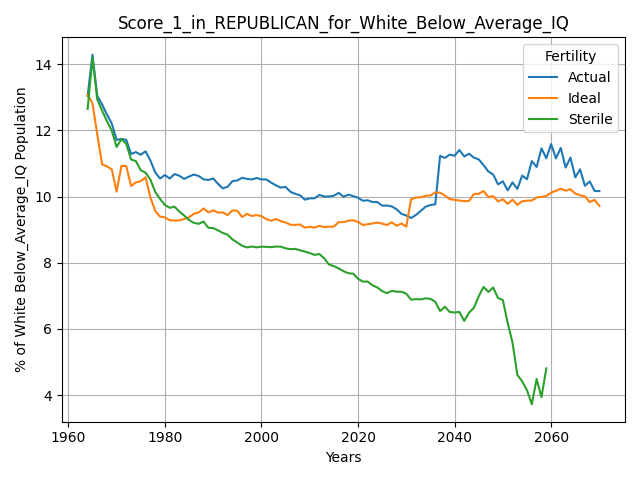 Score_1_in_REPUBLICAN_for_White_Below_Average_IQ
Fertility
Actual
Ideal
Sterile
% of White Below_Average_IQ Population
14
12
10
8
6
4
1960
1980
2000
2020
2040
2060
Years